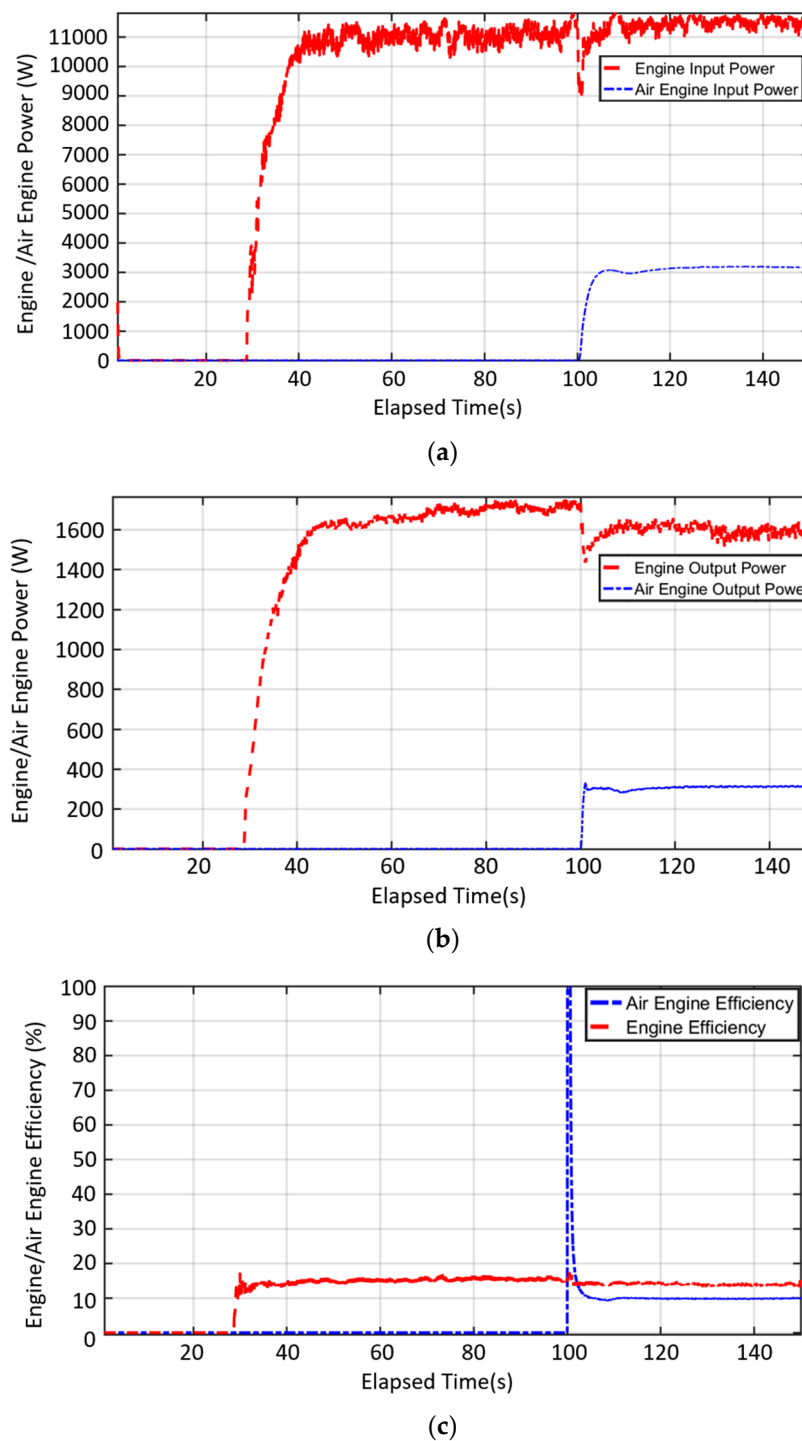 Engine /Air Engine Power (W)
11000
10000
9000
8000
7000
6000
5000
4000
3000
2000
1000
0
Engine Input Power
Air Engine Input Power
20 40 60 80 100 120 140
Elapsed Time(s)
(a)
Engine/Air Engine Power (W)
1600
1400
1200
1000
800
600
400
200
0
Engine Output Power
Air Engine Output Power
20 40 60 80 100 120 140
Elapsed Time(s)
(b)
Engine/Air Engine Efficiency (%)
100
90
80
70
60
50
40
30
20
10
0
Air Engine Efficiency
Engine Efficiency
20 40 60 80 100 120 140
Elapsed Time(s)
(c)